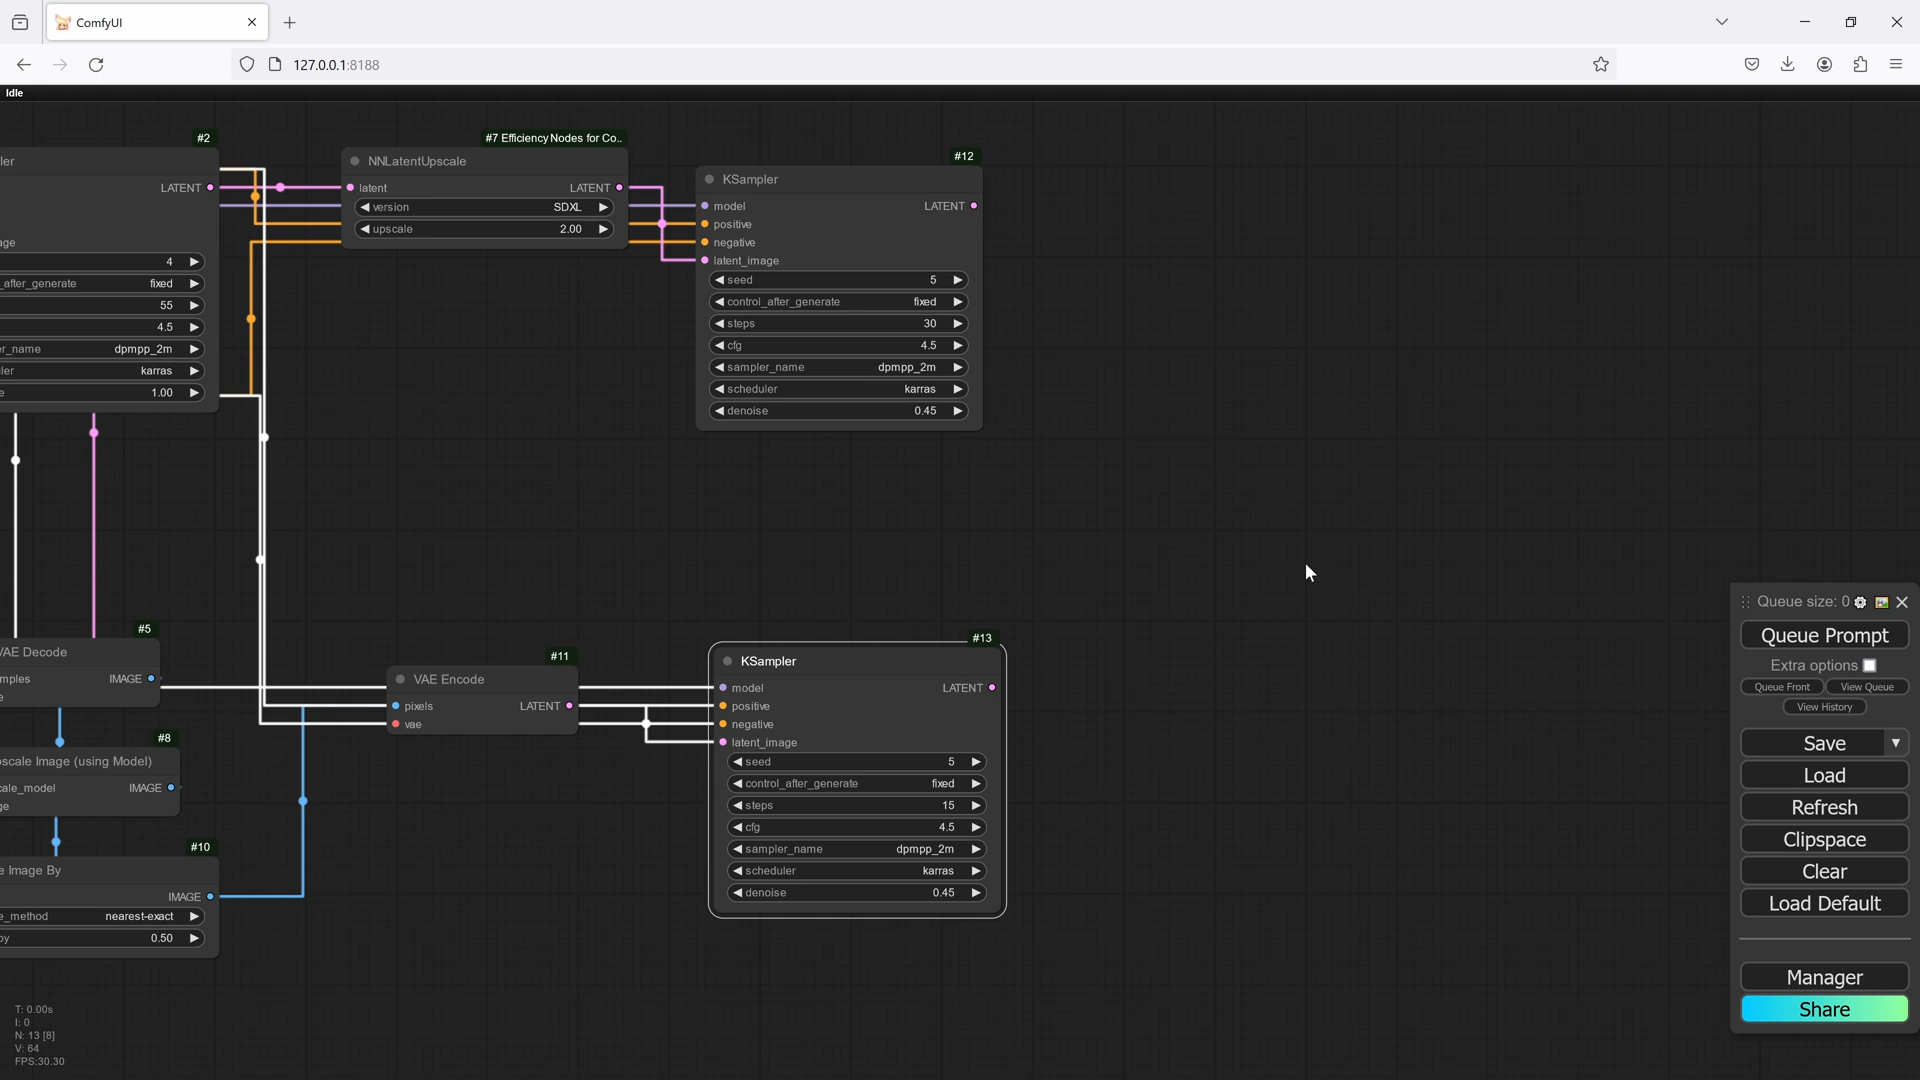 ComfyUI
127.0.0.1:8188
Idle
#2
ler
LATENT
age
4
_after_generate fixed
55
4.5
er_name dpmpp_2m
ler karras
e 1.00
#7 Efficiency Nodes for Co..
NNLatentUpscale
latent LATENT
version SDXL
upscale 2.00
#12
KSampler
model LATENT
positive
negative
latent_image
seed 5
control_after_generate fixed
steps 30
cfg 4.5
sampler_name dpmpp_2m
scheduler karras
denoise 0.45
#5
VAE Decode
mples IMAGE
e
#8
pscale Image (using Model)
cale_model IMAGE
ge
#10
e Image By
IMAGE
e_method nearest-exact
by 0.50
#11
VAE Encode
pixels LATENT
vae
#13
KSampler
model LATENT
positive
negative
latent_image
seed 5
control_after_generate fixed
steps 15
cfg 4.5
sampler_name dpmpp_2m
scheduler karras
denoise 0.45
Queue size: 0
Queue Prompt
Extra options
Queue Front View Queue
View History
Save
Load
Refresh
Clipspace
Clear
Load Default
Manager
Share
T: 0.00s
I: 0
N: 13 [8]
V: 64
FPS:30.30